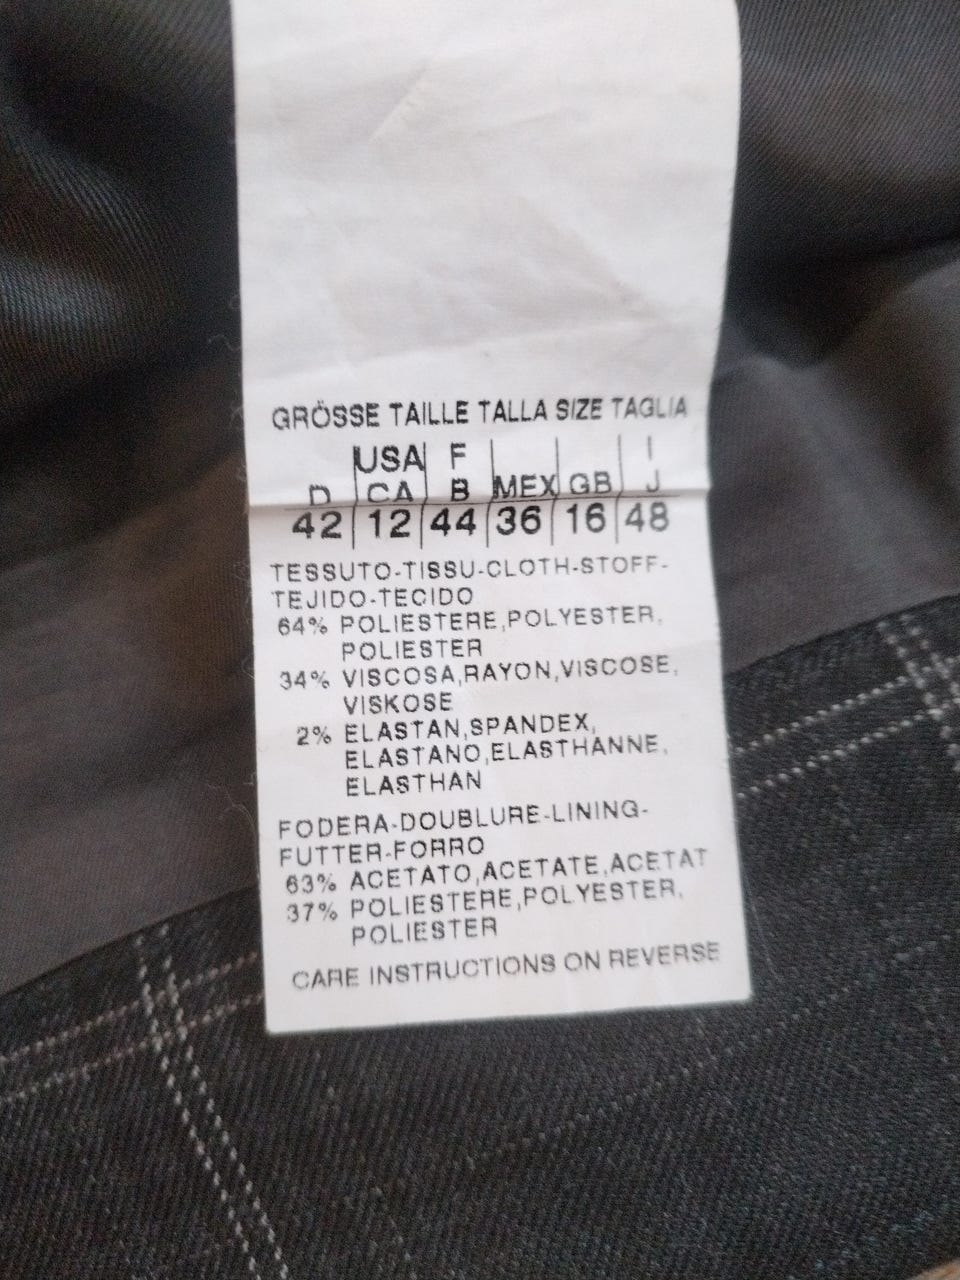 GRÖSSE TAILLE TALLA SIZE TAGLIA
USA F I
D CA B MEX GB J
42 12 44 36 16 48
TESSUTO-TISSU-CLOTH-STOFF-
TEJIDO-TECIDO
64% POLIESTERE,POLYESTER,
POLIESTER
34% VISCOSA,RAYON,VISCOSE,
VISKOSE
2% ELASTAN,SPANDEX,
ELASTANO,ELASTHANNE,
ELASTHAN
FODERA-DOUBLURE-LINING-
FUTTER-FORRO
63% ACETATO,ACETATE,ACETAT
37% POLIESTERE,POLYESTER,
POLIESTER
CARE INSTRUCTIONS ON REVERSE